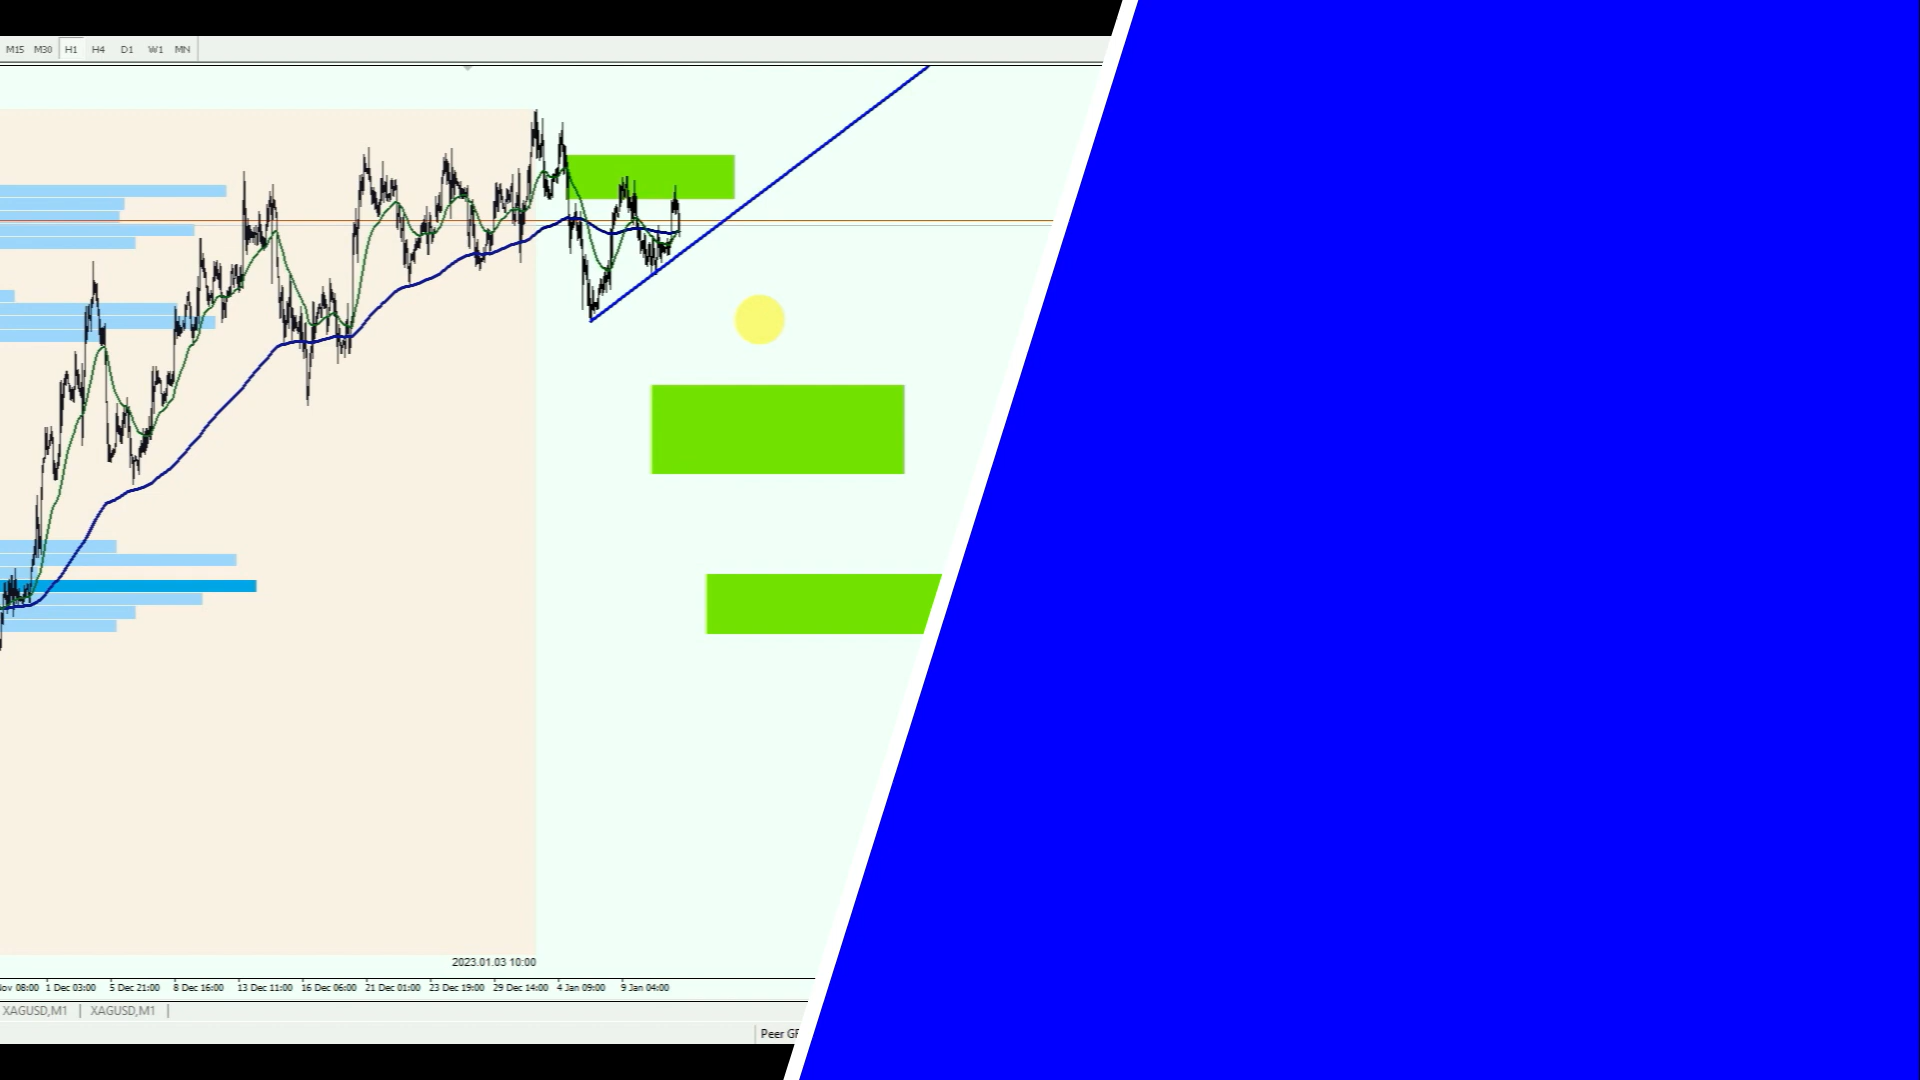 M15 M30 H1 H4 D1 W1 MN
2023.01.03 10:00
08:00 1 Dec 03:00 5 Dec 21:00 8 Dec 16:00 13 Dec 11:00 16 Dec 06:00 21 Dec 01:00 23 Dec 19:00 29 Dec 14:00 4 Jan 09:00 9 Jan 04:00
XAGUSD,M1 | XAGUSD,M1 |
Peer